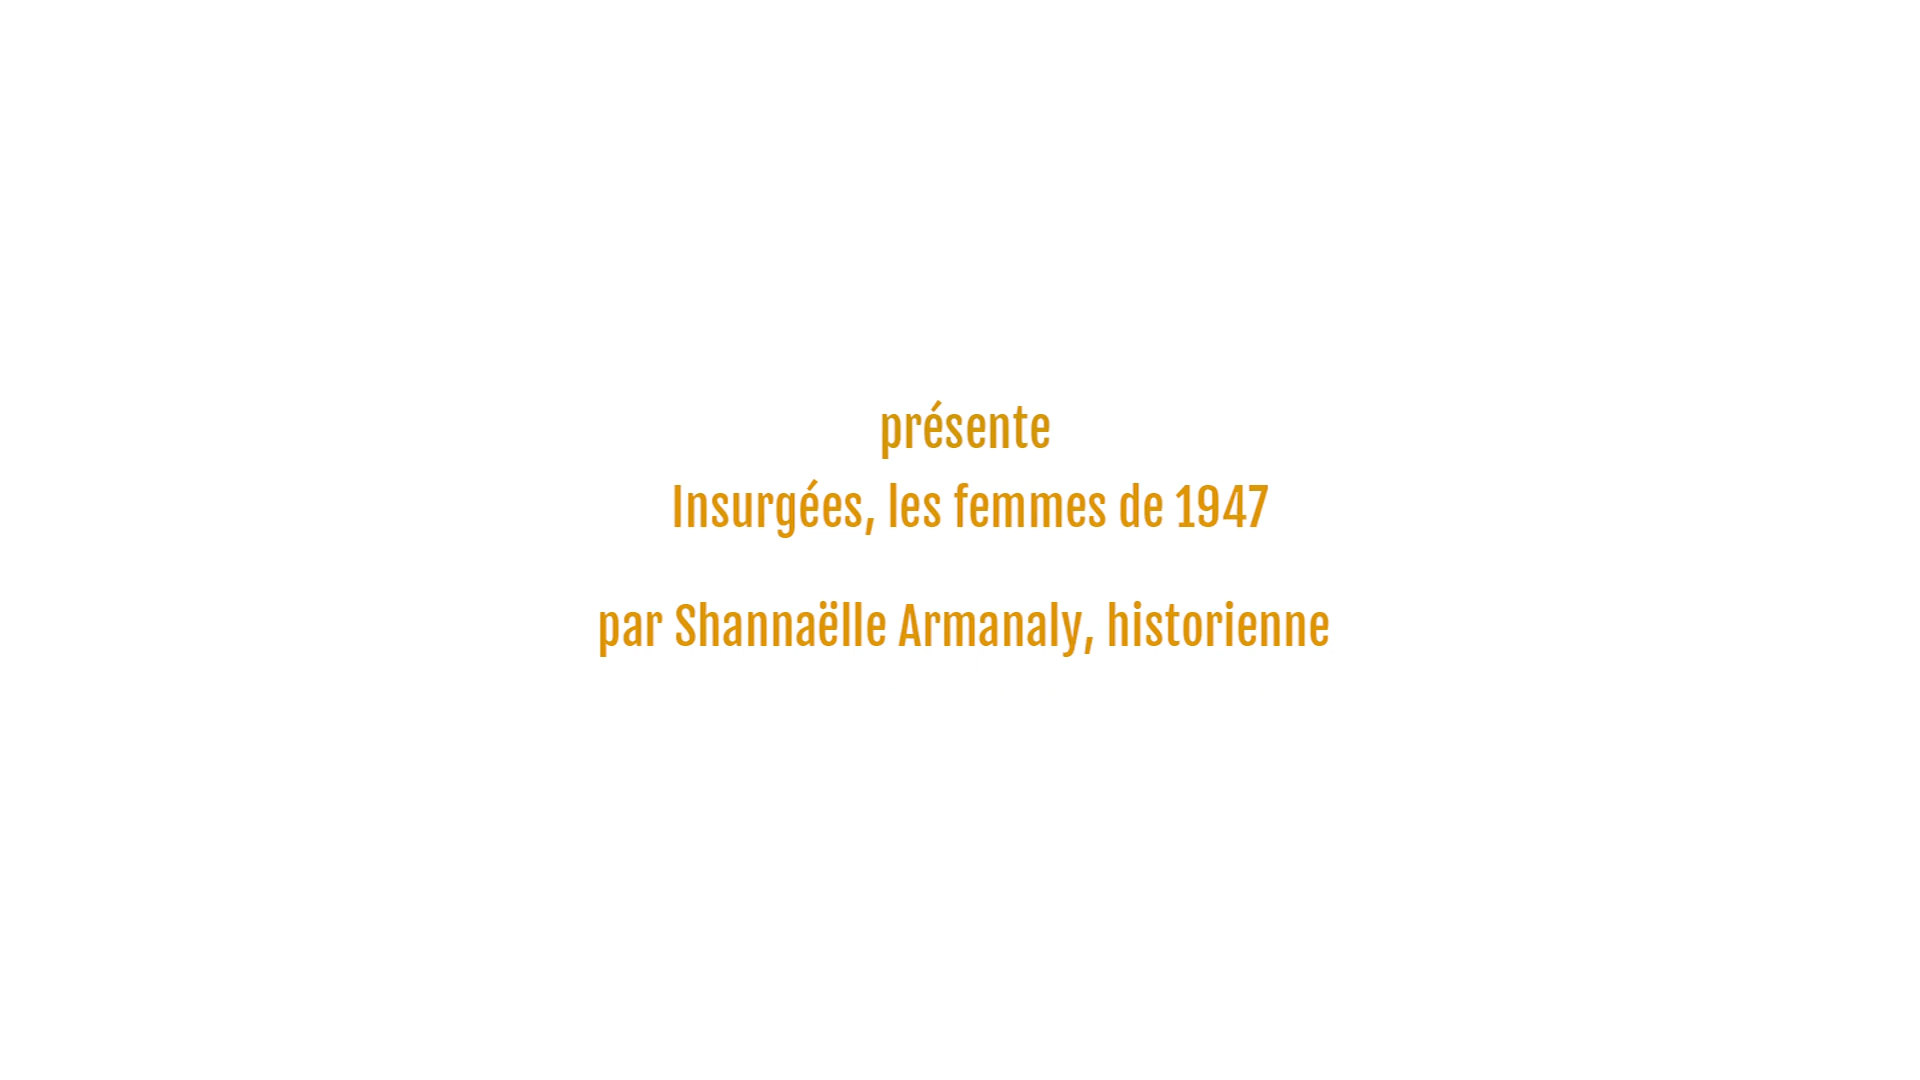 présente
Insurgées, les femmes de 1947
par Shannaëlle Armanaly, historienne